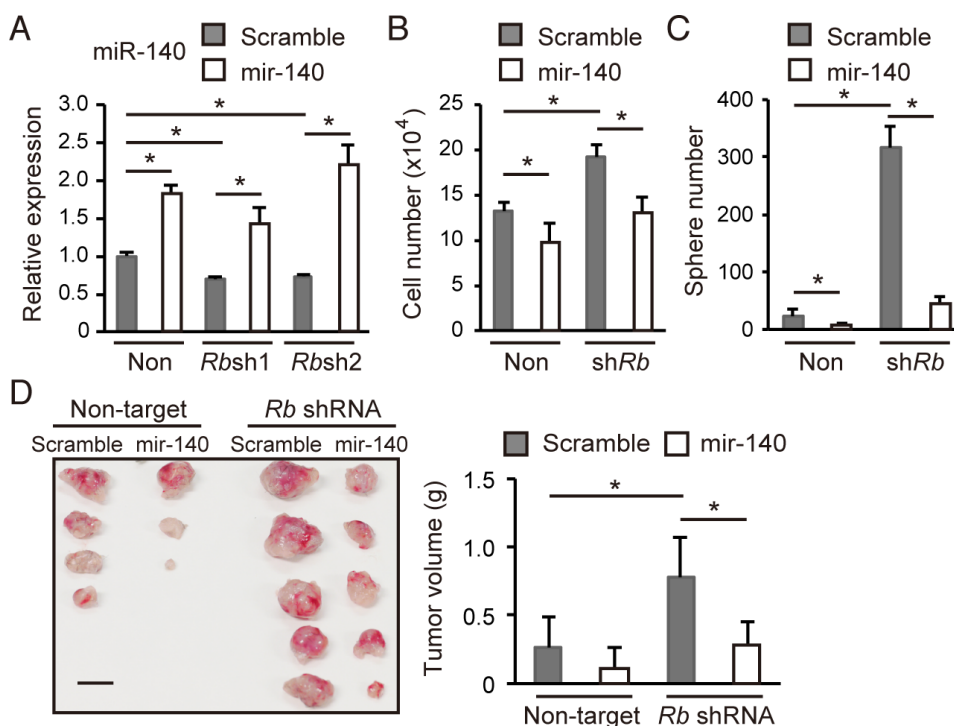 A
miR-140
Scramble
mir-140
Relative expression
3.0
2.5
2.0
1.5
1.0
0.5
0
*
*
*
*
*
Non
Rbsh1
Rbsh2
B
Scramble
mir-140
Cell number (x10⁴)
25
20
15
10
5
0
*
*
*
Non
shRb
C
Scramble
mir-140
Sphere number
400
300
200
100
0
*
*
*
Non
shRb
D
Non-target
Rb shRNA
Scramble
mir-140
Scramble
mir-140
Scramble
mir-140
Tumor volume (g)
1.5
1.0
0.5
0
*
*
Non-target
Rb shRNA